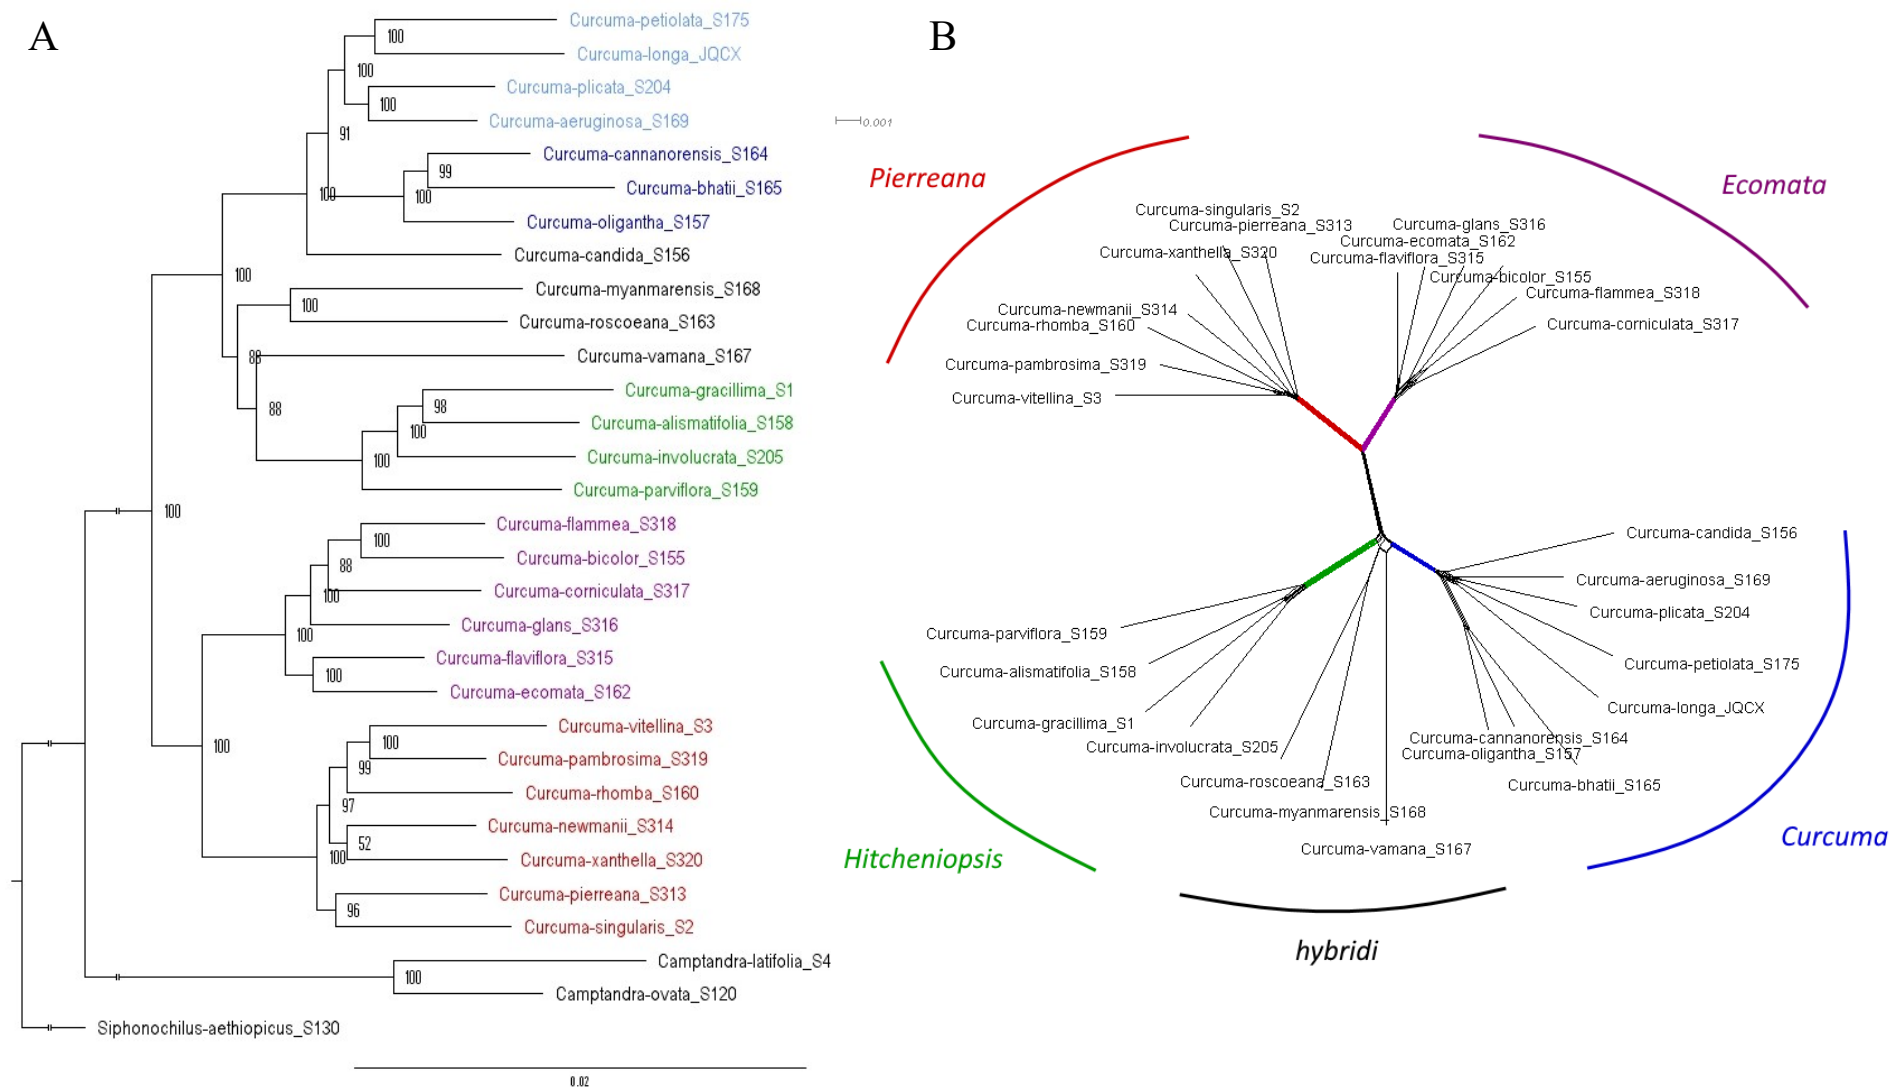 A
Curcuma-petiolata_S175
100
Curcuma-longa_JQCX
100
Curcuma-plicata_S204
100
Curcuma-aeruginosa_S169
91
Curcuma-cannanorensis_S164
99
Curcuma-bhatii_S165
100
100
Curcuma-oligantha_S157
Curcuma-candida_S156
100
Curcuma-myanmarensis_S168
100
Curcuma-roscoeana_S163
88
Curcuma-vamana_S167
Curcuma-gracillima_S1
98
88
Curcuma-alismatifolia_S158
100
Curcuma-involucrata_S205
100
Curcuma-parviflora_S159
100
Curcuma-flammea_S318
100
Curcuma-bicolor_S155
88
Curcuma-corniculata_S317
100
Curcuma-glans_S316
100
Curcuma-flaviflora_S315
100
Curcuma-ecomata_S162
Curcuma-vitellina_S3
100
100
Curcuma-pambrosima_S319
99
Curcuma-rhomba_S160
97
Curcuma-newmanii_S314
52
100
Curcuma-xanthella_S320
Curcuma-pierreana_S313
96
Curcuma-singularis_S2
Camptandra-latifolia_S4
100
Camptandra-ovata_S120
Siphonochilus-aethiopicus_S130
0.02
B
0.001
Pierreana
Ecomata
Curcuma-singularis_S2
Curcuma-pierreana_S313
Curcuma-xanthella_S320
Curcuma-newmanii_S314
Curcuma-rhomba_S160
Curcuma-pambrosima_S319
Curcuma-vitellina_S3
Curcuma-glans_S316
Curcuma-ecomata_S162
Curcuma-flaviflora_S315
Curcuma-bicolor_S155
Curcuma-flammea_S318
Curcuma-corniculata_S317
Curcuma-candida_S156
Curcuma-aeruginosa_S169
Curcuma-plicata_S204
Curcuma-petiolata_S175
Curcuma-longa_JQCX
Curcuma-cannanorensis_S164
Curcuma-oligantha_S157
Curcuma-bhatii_S165
Curcuma-parviflora_S159
Curcuma-alismatifolia_S158
Curcuma-gracillima_S1
Curcuma-involucrata_S205
Curcuma-roscoeana_S163
Curcuma-myanmarensis_S168
Curcuma-vamana_S167
Curcuma
Hitcheniopsis
hybridi